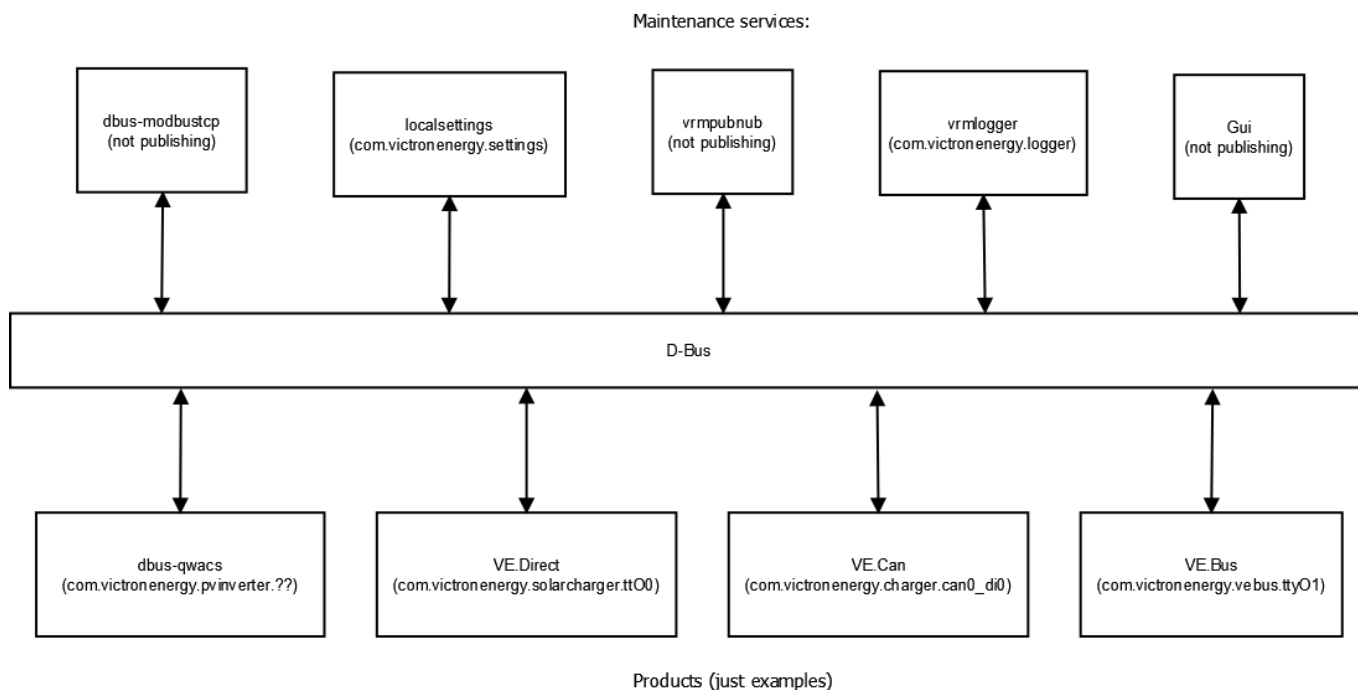 Maintenance services:
dbus-modbustcp
(not publishing)
localsettings
(com.victronenergy.settings)
vrmpubnub
(not publishing)
vrmlogger
(com.victronenergy.logger)
Gui
(not publishing)
D-Bus
dbus-qwacs
(com.victronenergy.pvinverter.??)
VE.Direct
(com.victronenergy.solarcharger.ttO0)
VE.Can
(com.victronenergy.charger.can0_di0)
VE.Bus
(com.victronenergy.vebus.ttyO1)
Products (just examples)